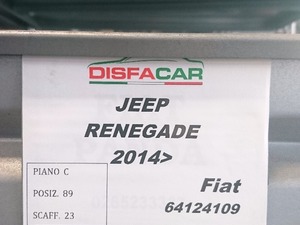 DISFACAR
JEEP
RENEGADE
2014>
Fiat
64124109
PIANO C
POSIZ. 89
SCAFF. 23